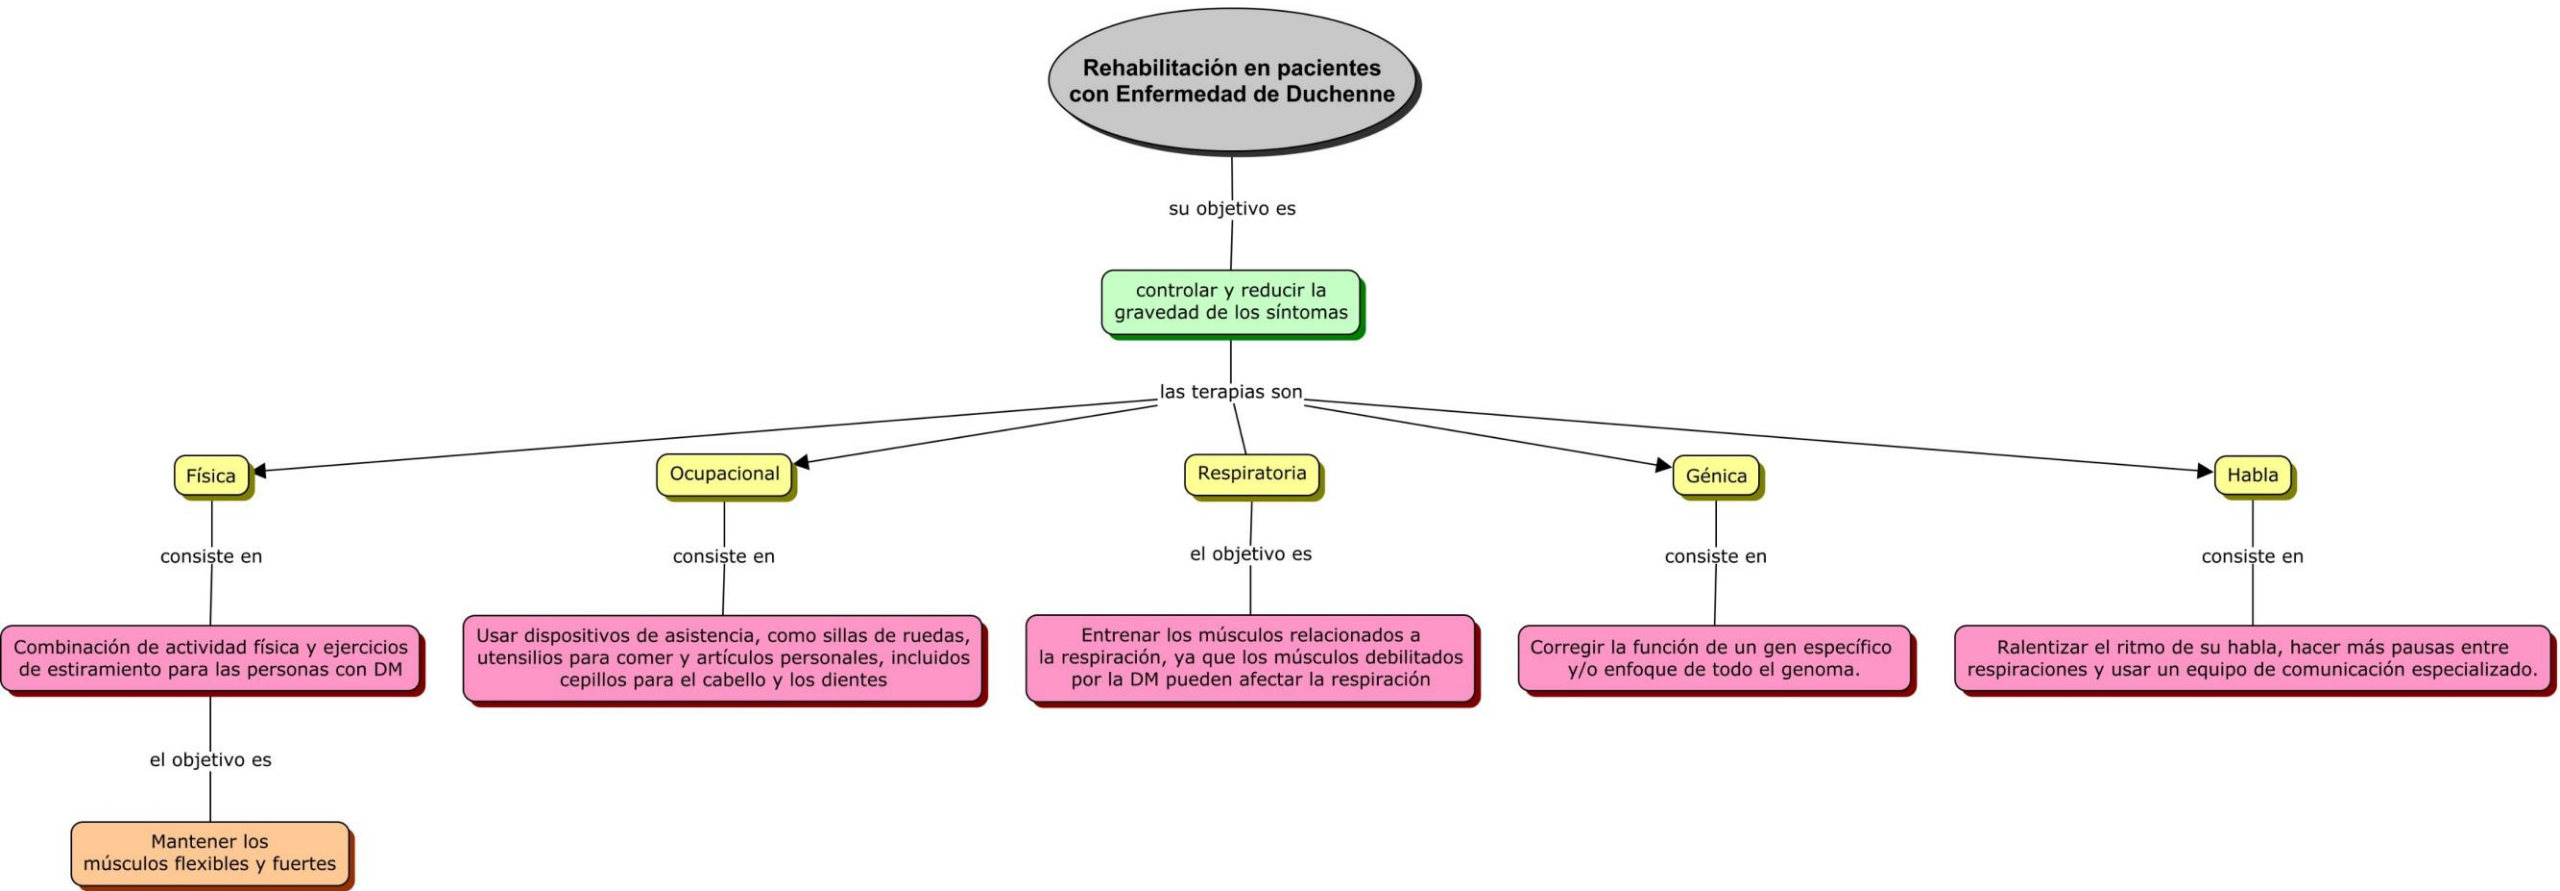 Rehabilitación en pacientes
con Enfermedad de Duchenne
su objetivo es
controlar y reducir la
gravedad de los síntomas
las terapias son
Física
Ocupacional
Respiratoria
Génica
Habla
consiste en
consiste en
el objetivo es
consiste en
consiste en
Combinación de actividad física y ejercicios
de estiramiento para las personas con DM
Usar dispositivos de asistencia, como sillas de ruedas,
utensilios para comer y artículos personales, incluidos
cepillos para el cabello y los dientes
Entrenar los músculos relacionados a
la respiración, ya que los músculos debilitados
por la DM pueden afectar la respiración
Corregir la función de un gen específico
y/o enfoque de todo el genoma.
Ralentizar el ritmo de su habla, hacer más pausas entre
respiraciones y usar un equipo de comunicación especializado.
el objetivo es
Mantener los
músculos flexibles y fuertes